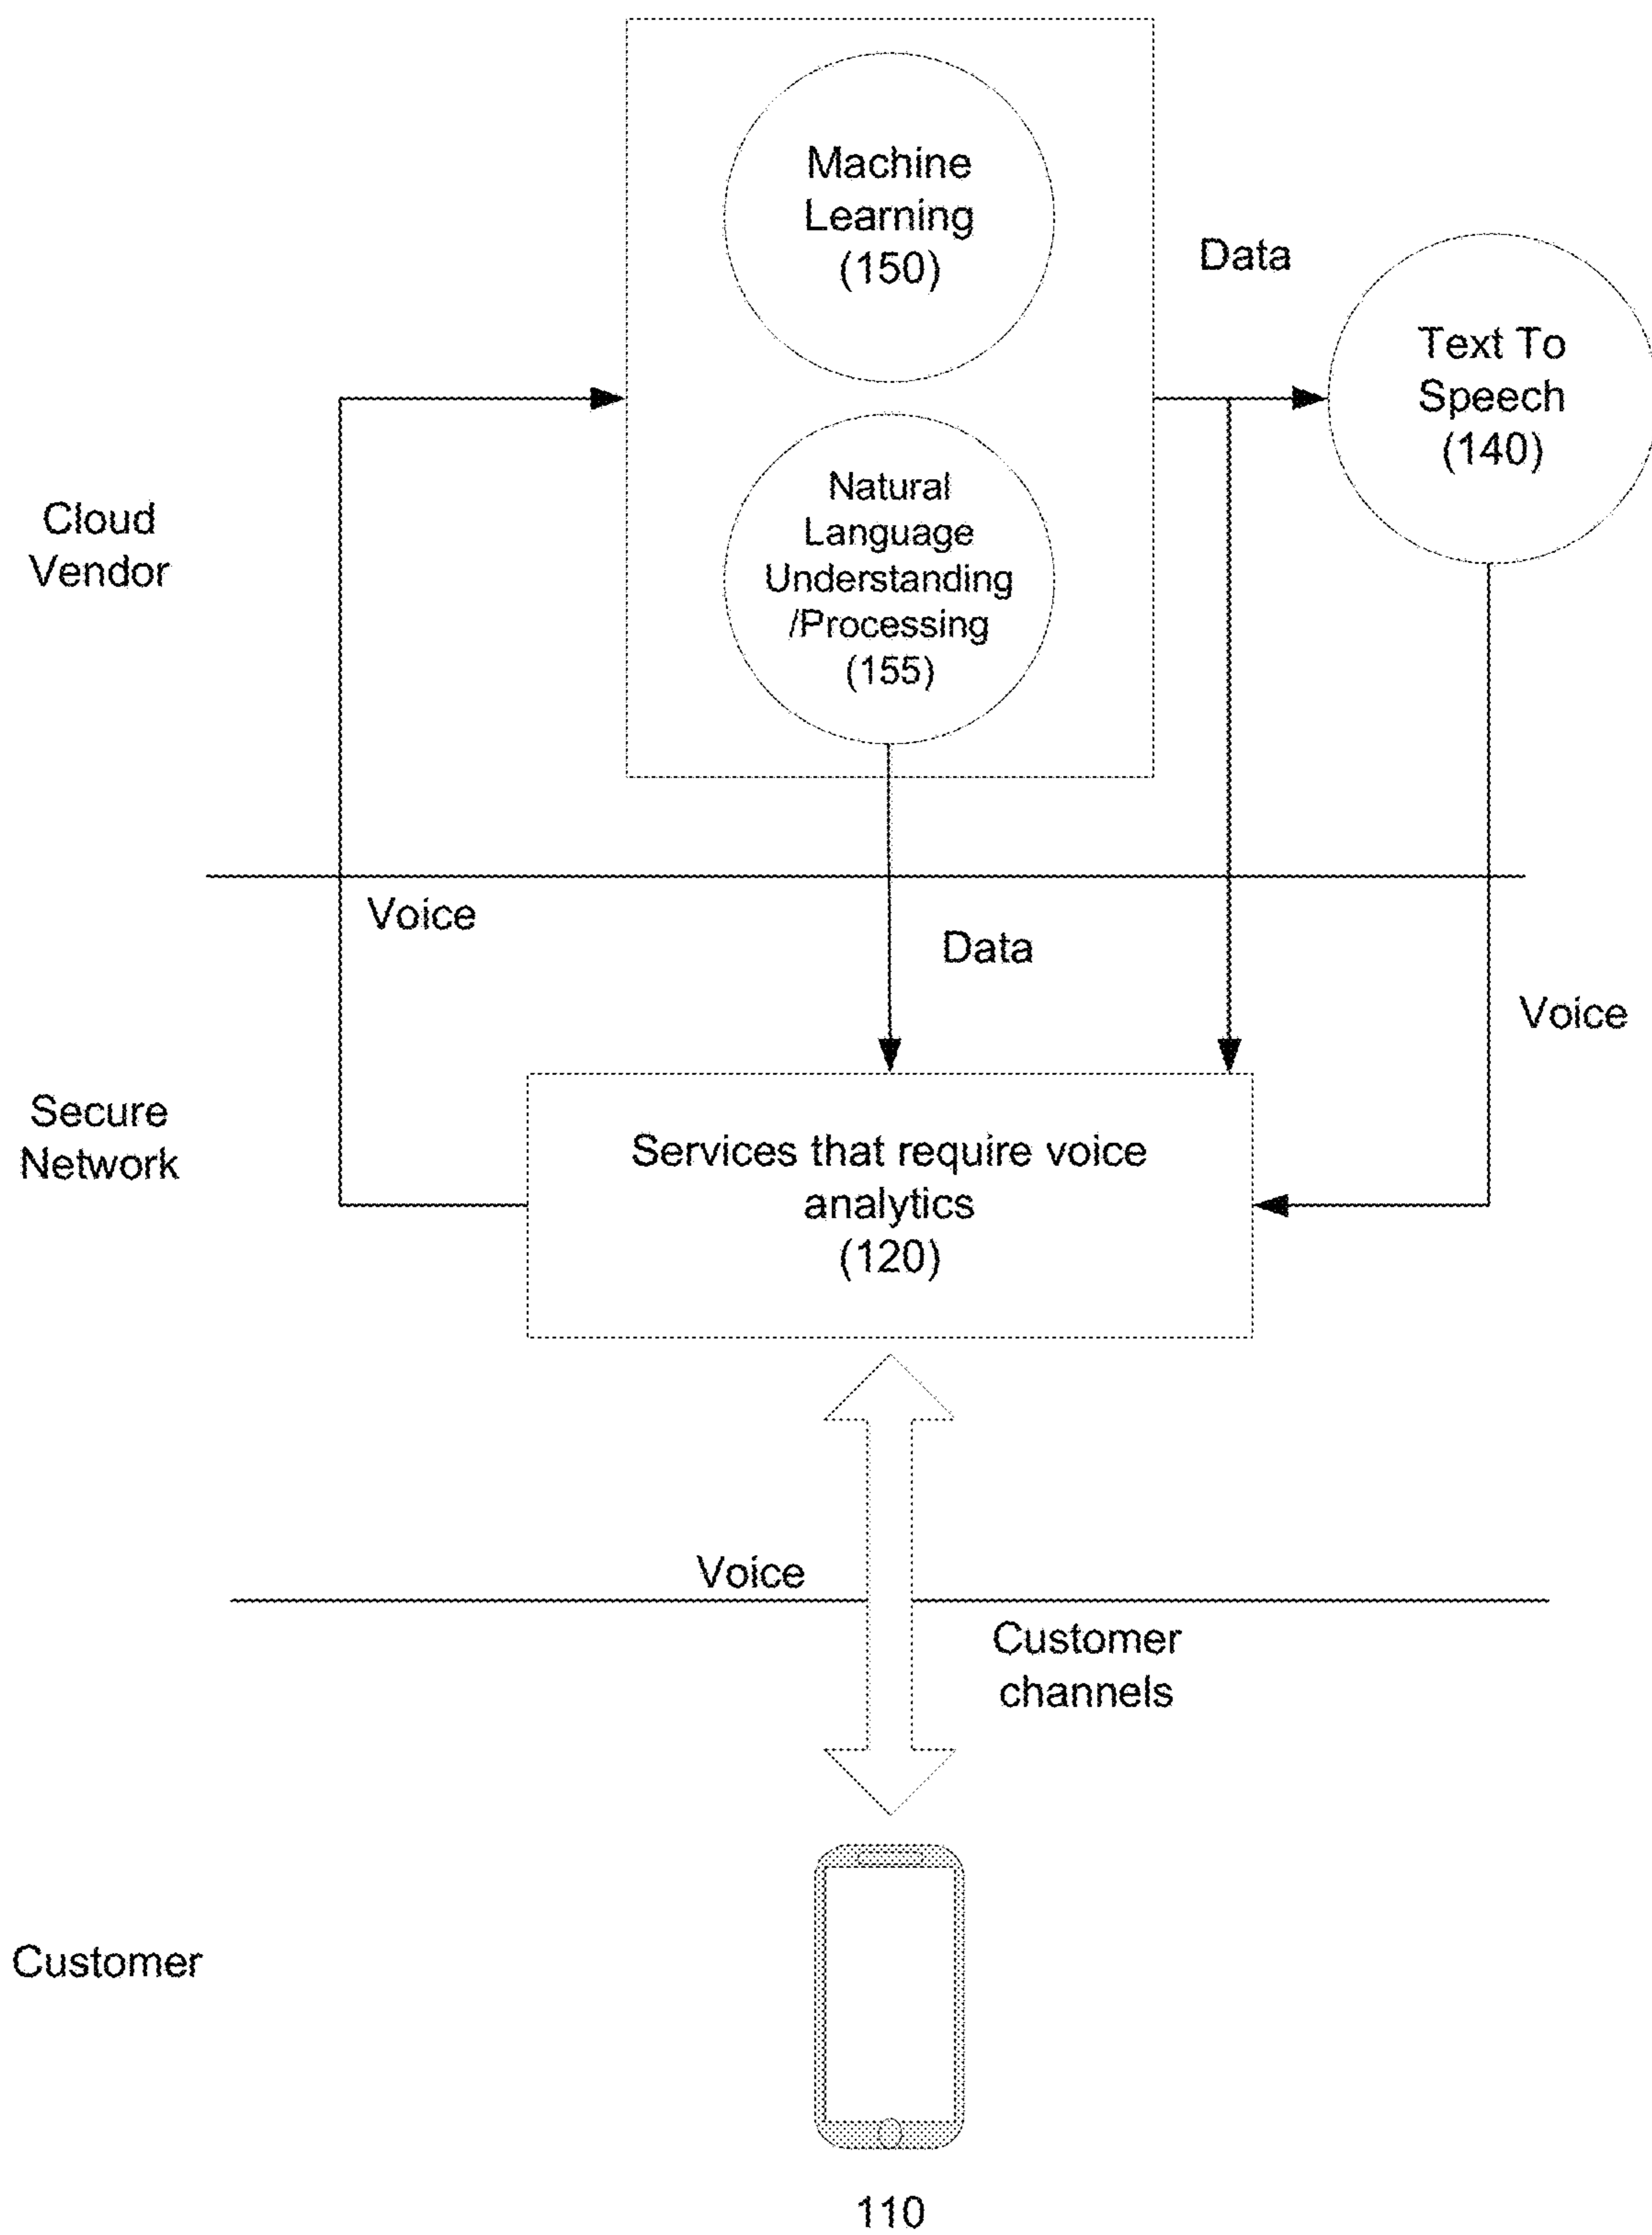 Machine
Learning
(150)
Data
Text To
Speech
(140)
Natural
Language
Understanding
/Processing
(155)
Cloud
Vendor
Voice
Data
Voice
Secure
Network
Services that require voice
analytics
(120)
Voice
Customer
channels
Customer
110